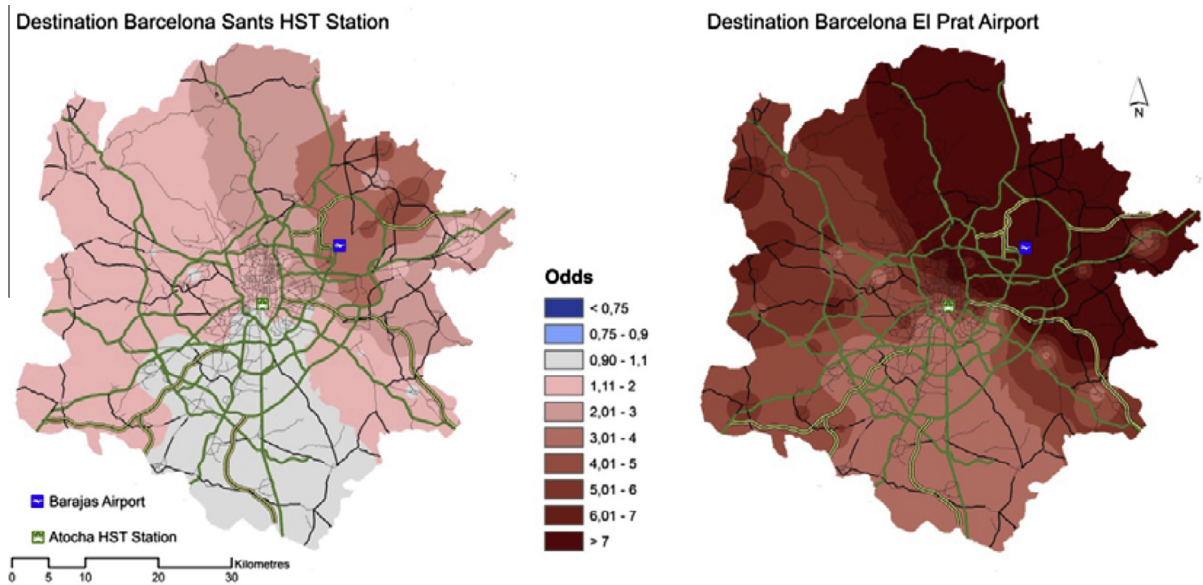 Destination Barcelona Sants HST Station
Destination Barcelona El Prat Airport
N
Odds
< 0,75
0,75 - 0,9
0,90 - 1,1
1,11 - 2
2,01 - 3
3,01 - 4
4,01 - 5
5,01 - 6
6,01 - 7
> 7
Barajas Airport
Atocha HST Station
Kilometres
0 5 10 20 30